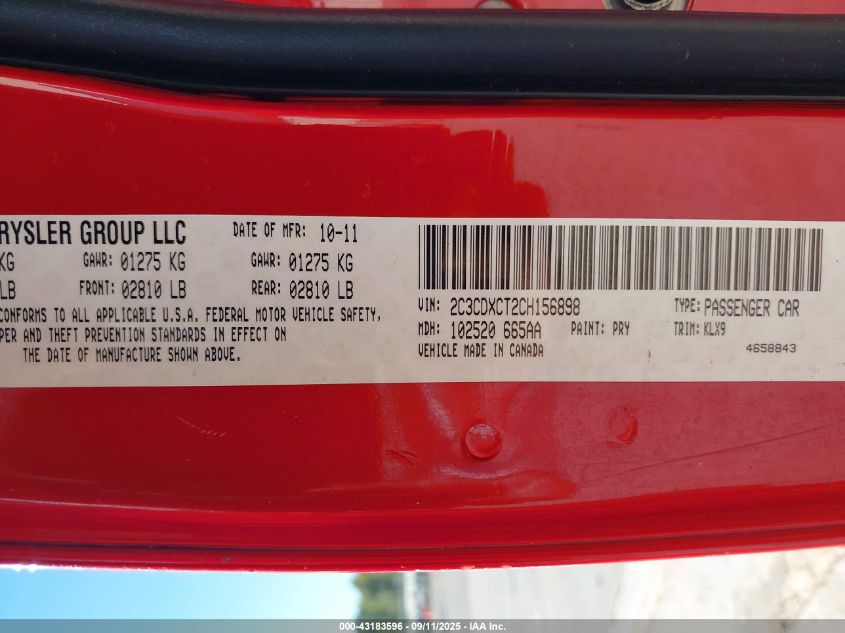 RYSLER GROUP LLC DATE OF MFR: 10-11
KG GAWR: 01275 KG GAWR: 01275 KG
LB FRONT: 02810 LB REAR: 02810 LB
CONFORMS TO ALL APPLICABLE U.S.A. FEDERAL MOTOR VEHICLE SAFETY,
PER AND THEFT PREVENTION STANDARDS IN EFFECT ON
THE DATE OF MANUFACTURE SHOWN ABOVE.
VIN: 2C3CDXCT2CH156898 TYPE: PASSENGER CAR
MDH: 102520 665AA PAINT: PRY TRIM: KLX9
VEHICLE MADE IN CANADA 4658843
000-43183596 - 09/11/2025 - IAA Inc.